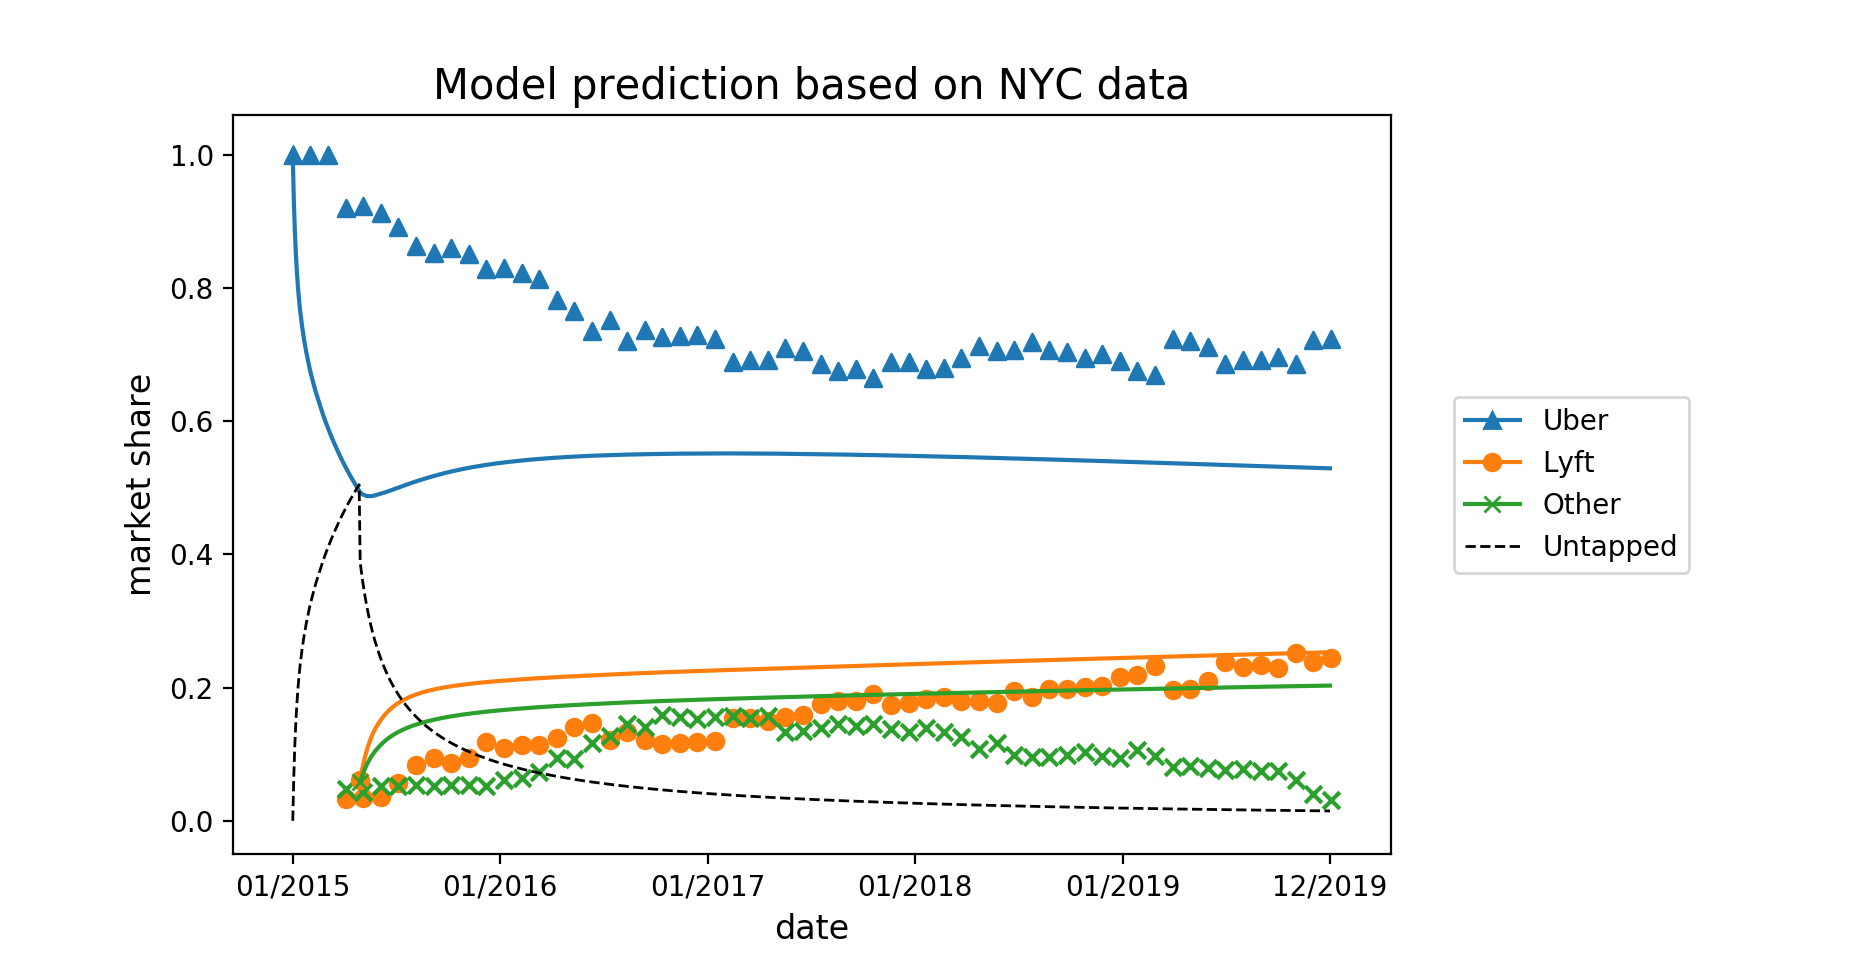 Model prediction based on NYC data
market share
1.0
0.8
0.6
0.4
0.2
0.0
01/2015 01/2016 01/2017 01/2018 01/2019 12/2019
date
Uber
Lyft
Other
Untapped